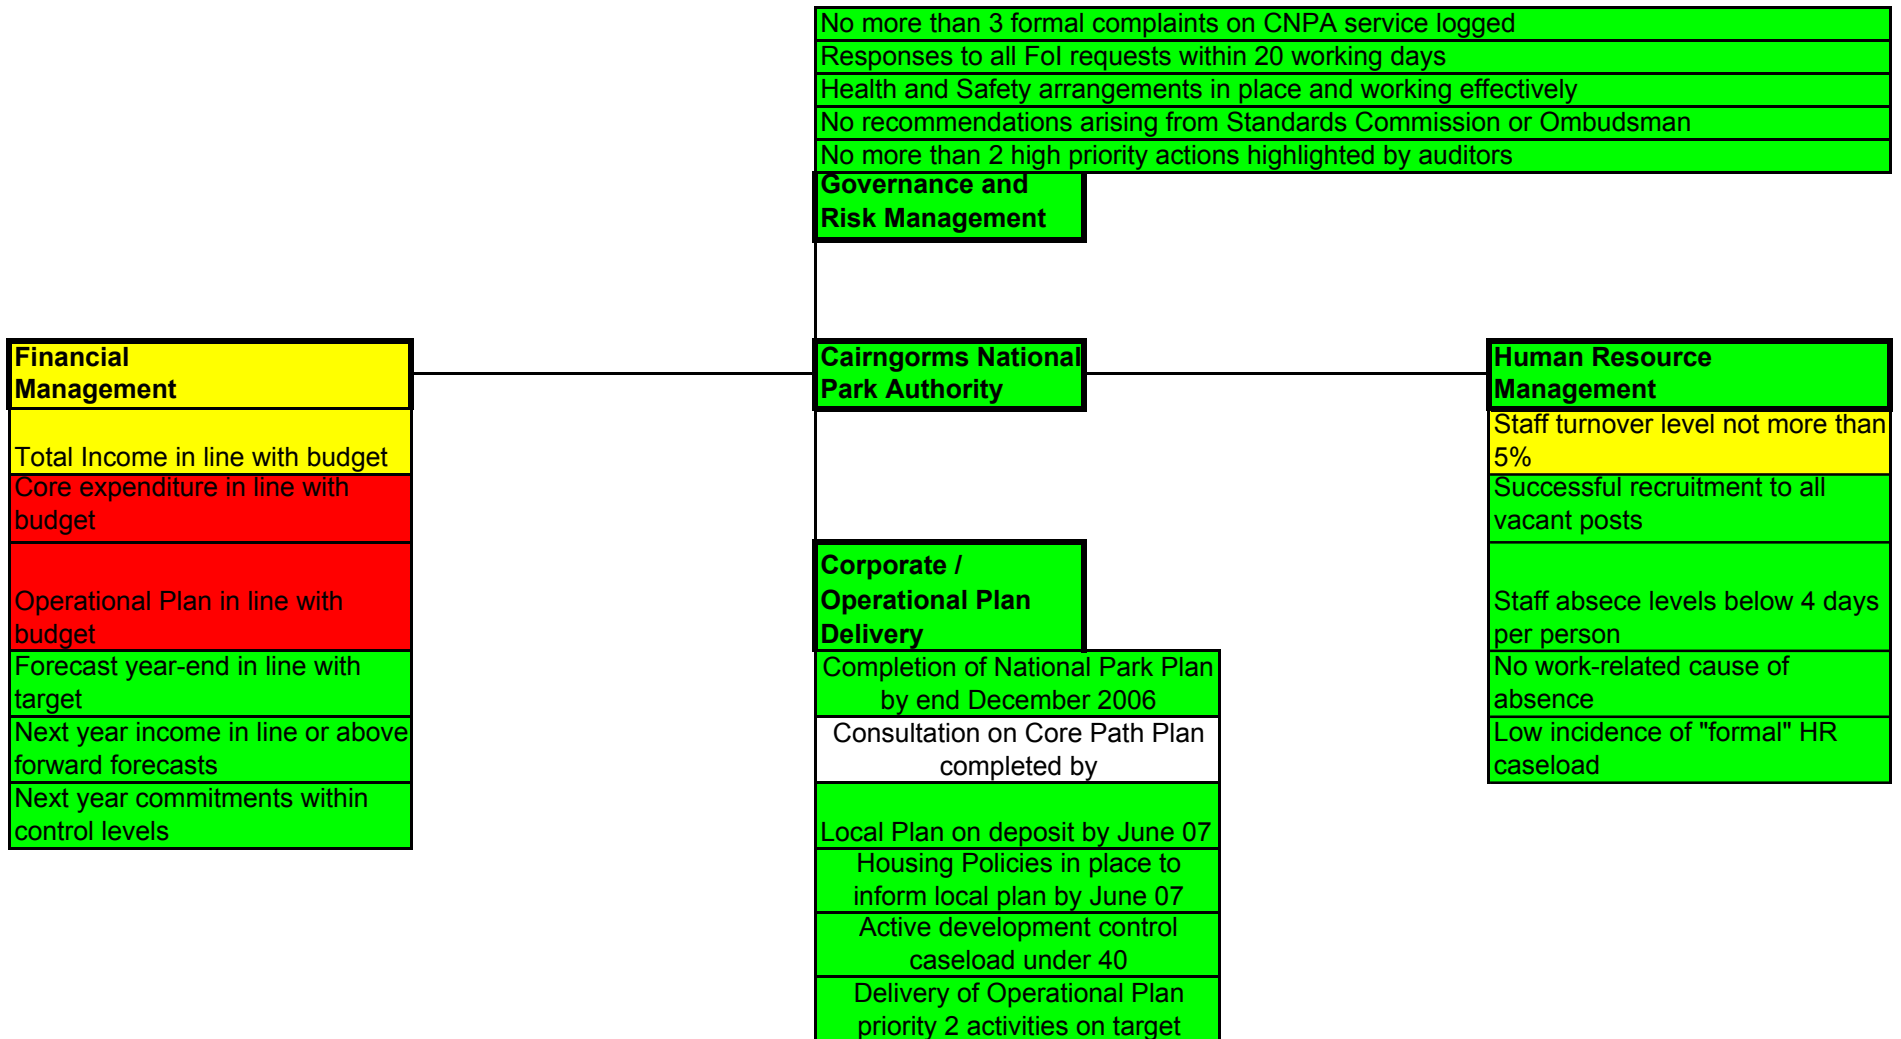 No more than 3 formal complaints on CNPA service logged
Responses to all FoI requests within 20 working days
Health and Safety arrangements in place and working effectively
No recommendations arising from Standards Commission or Ombudsman
No more than 2 high priority actions highlighted by auditors
Governance and
Risk Management
Financial
Management
Total Income in line with budget
Core expenditure in line with
budget
Operational Plan in line with
budget
Forecast year-end in line with
target
Next year income in line or above
forward forecasts
Next year commitments within
control levels
Cairngorms National
Park Authority
Corporate /
Operational Plan
Delivery
Completion of National Park Plan
by end December 2006
Consultation on Core Path Plan
completed by
Local Plan on deposit by June 07
Housing Policies in place to
inform local plan by June 07
Active development control
caseload under 40
Delivery of Operational Plan
priority 2 activities on target
Human Resource
Management
Staff turnover level not more than
5%
Successful recruitment to all
vacant posts
Staff absece levels below 4 days
per person
No work-related cause of
absence
Low incidence of "formal" HR
caseload